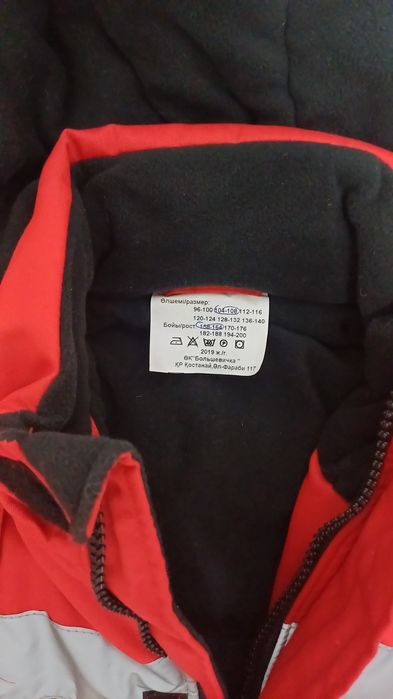 Өлшемі/размер:
96-100 104-108 112-116
120-124 128-132 136-140
Бойы/рост: 158-164/170-176
182-188 194-200
2019 ж./г.
ӨК"Большевичка"
ҚР Қостанай,Әл-Фараби 117